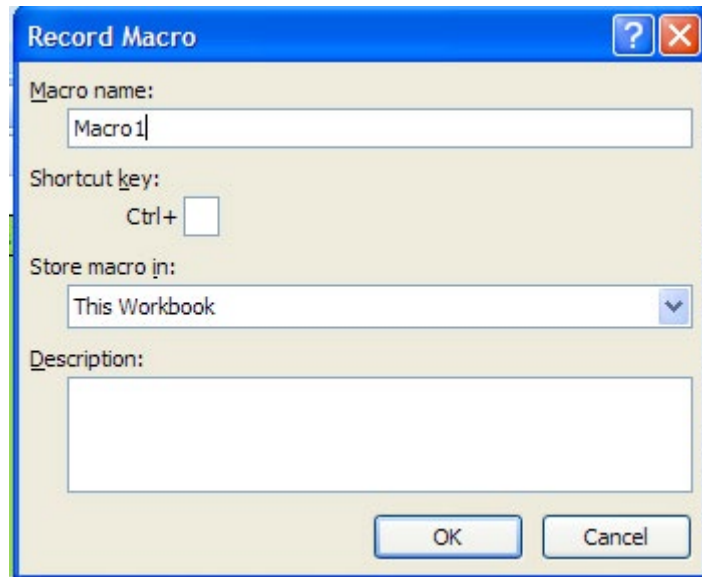 Record Macro
Macro name:
Macro1
Shortcut key:
Ctrl+
Store macro in:
This Workbook
Description:
OK Cancel